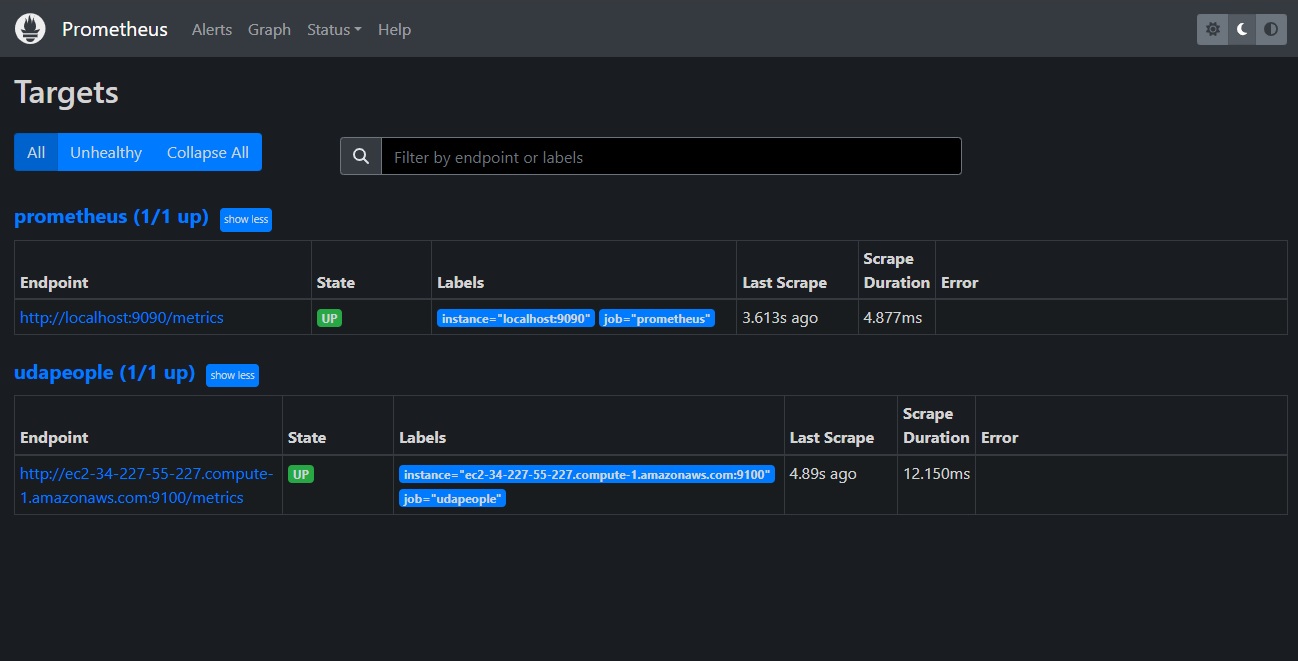 Prometheus Alerts Graph Status Help
Targets
All Unhealthy Collapse All
Filter by endpoint or labels
prometheus (1/1 up) show less
Endpoint State Labels Last Scrape Scrape Duration Error
http://localhost:9090/metrics UP instance="localhost:9090" job="prometheus" 3.613s ago 4.877ms
udapeople (1/1 up) show less
Endpoint State Labels Last Scrape Scrape Duration Error
http://ec2-34-227-55-227.compute-1.amazonaws.com:9100/metrics UP instance="ec2-34-227-55-227.compute-1.amazonaws.com:9100" job="udapeople" 4.89s ago 12.150ms